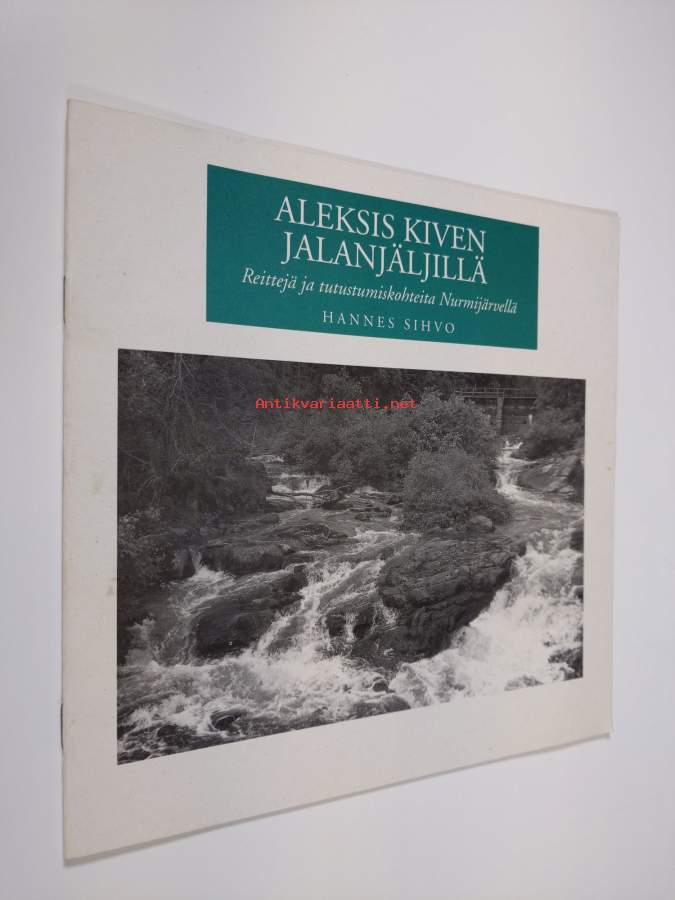 ALEKSIS KIVEN
JALANJÄLJILLÄ
Reittejä ja tutustumiskohteita Nurmijärvellä
HANNES SIHVO
Antikvariaatti.net